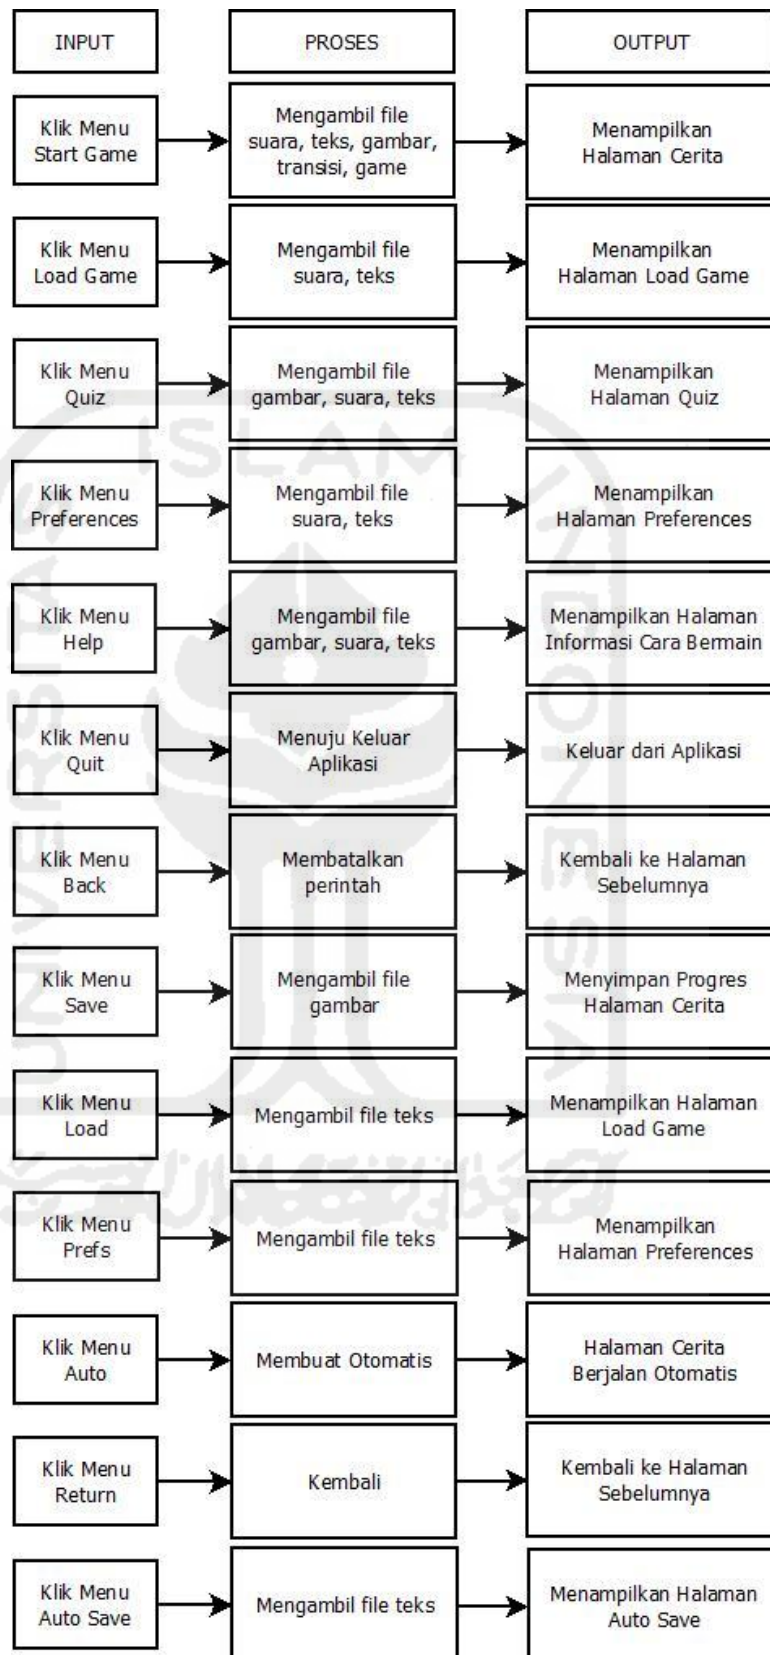 INPUT
PROSES
OUTPUT
Klik Menu
Start Game
Mengambil file
suara, teks, gambar,
transisi, game
Menampilkan
Halaman Cerita
Klik Menu
Load Game
Mengambil file
suara, teks
Menampilkan
Halaman Load Game
Klik Menu
Quiz
Mengambil file
gambar, suara, teks
Menampilkan
Halaman Quiz
Klik Menu
Preferences
Mengambil file
suara, teks
Menampilkan
Halaman Preferences
Klik Menu
Help
Mengambil file
gambar, suara, teks
Menampilkan Halaman
Informasi Cara Bermain
Klik Menu
Quit
Menuju Keluar
Aplikasi
Keluar dari Aplikasi
Klik Menu
Back
Membatalkan
perintah
Kembali ke Halaman
Sebelumnya
Klik Menu
Save
Mengambil file
gambar
Menyimpan Progres
Halaman Cerita
Klik Menu
Load
Mengambil file teks
Menampilkan Halaman
Load Game
Klik Menu
Prefs
Mengambil file teks
Menampilkan
Halaman Preferences
Klik Menu
Auto
Membuat Otomatis
Halaman Cerita
Berjalan Otomatis
Klik Menu
Return
Kembali
Kembali ke Halaman
Sebelumnya
Klik Menu
Auto Save
Mengambil file teks
Menampilkan Halaman
Auto Save
UNIVERSITAS ISLAM INDONESIA